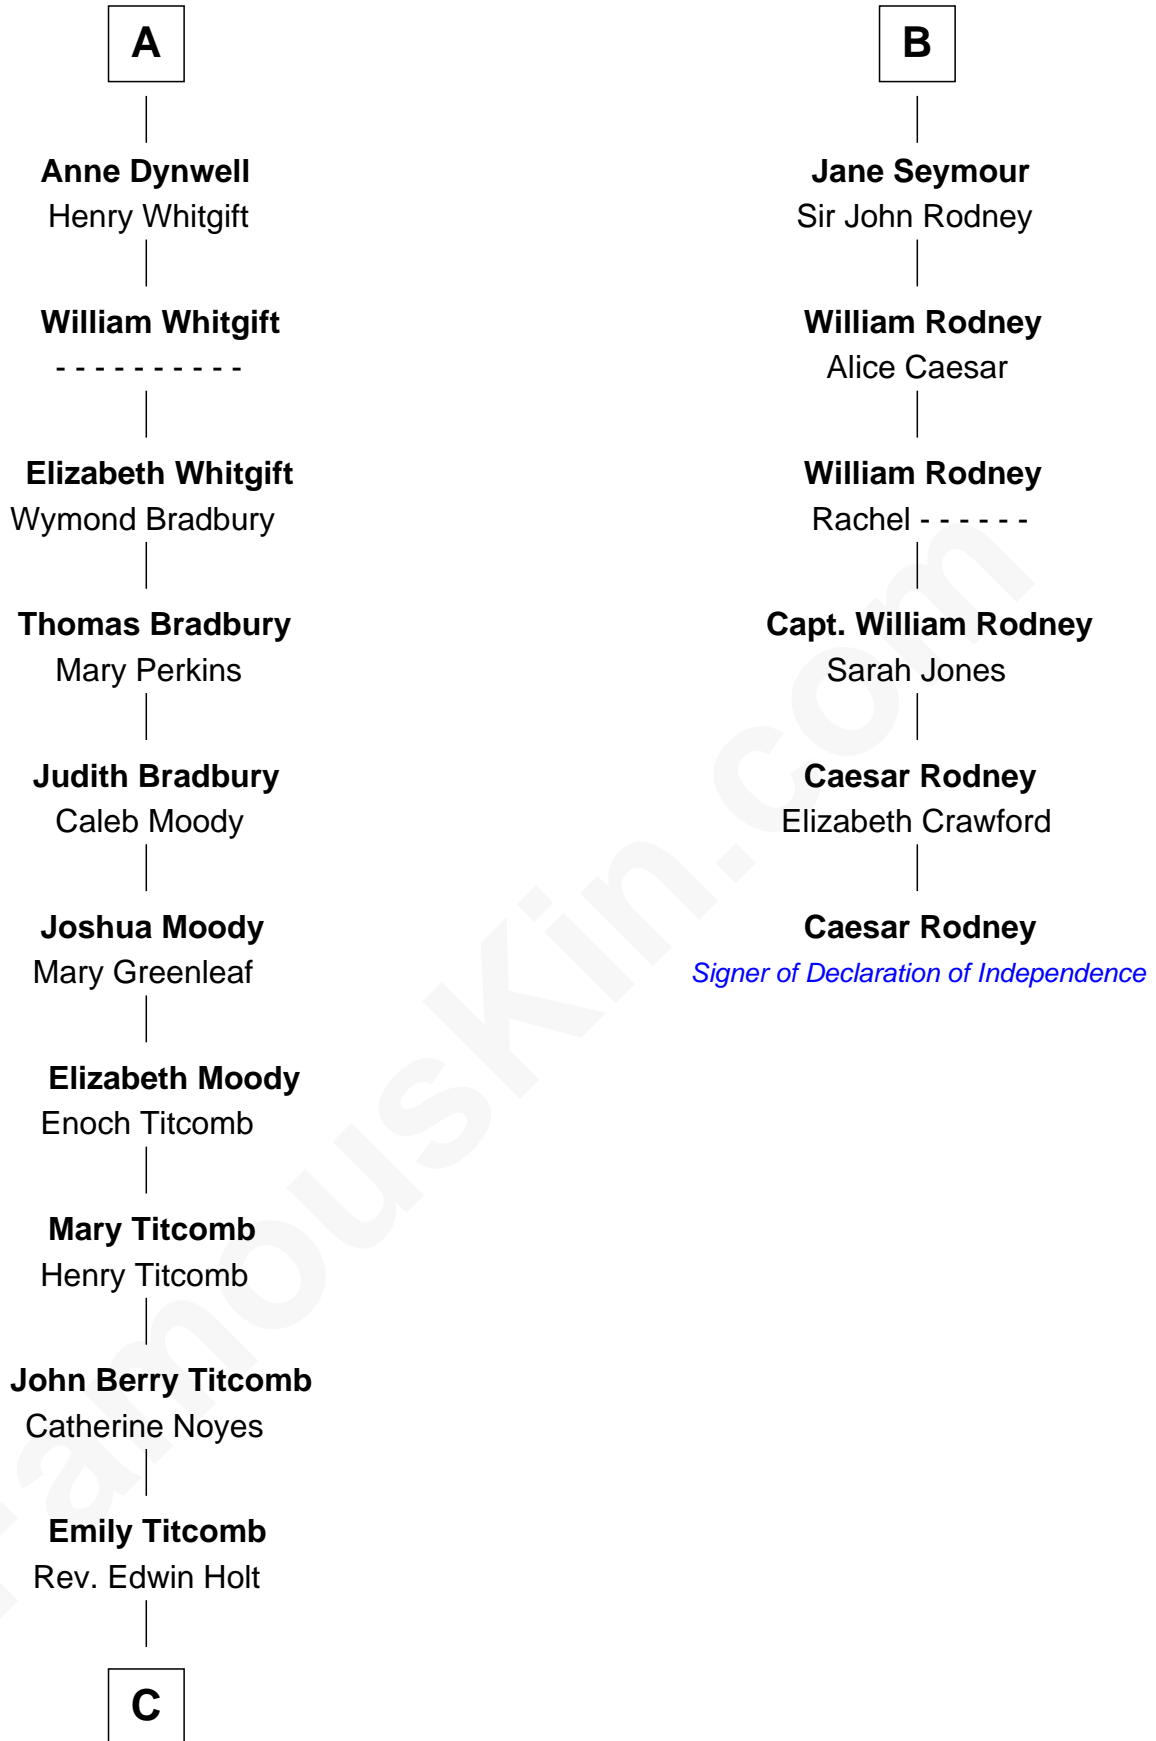 A
Anne Dynwell
Henry Whitgift
William Whitgift
- - - - - - - - - -
Elizabeth Whitgift
Wymond Bradbury
Thomas Bradbury
Mary Perkins
Judith Bradbury
Caleb Moody
Joshua Moody
Mary Greenleaf
Elizabeth Moody
Enoch Titcomb
Mary Titcomb
Henry Titcomb
John Berry Titcomb
Catherine Noyes
Emily Titcomb
Rev. Edwin Holt
C
B
Jane Seymour
Sir John Rodney
William Rodney
Alice Caesar
William Rodney
Rachel - - - - - -
Capt. William Rodney
Sarah Jones
Caesar Rodney
Elizabeth Crawford
Caesar Rodney
Signer of Declaration of Independence
FamousKin.com